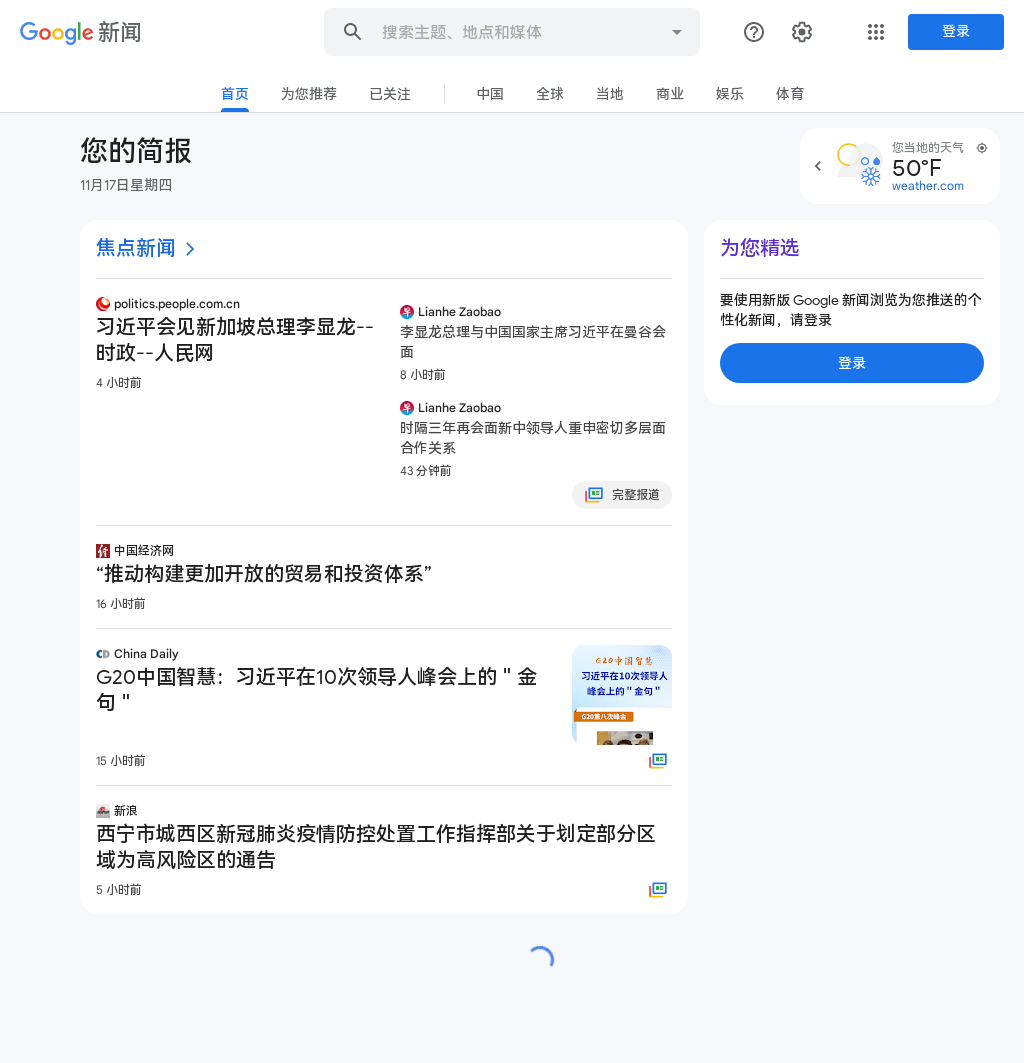 Google 新闻
搜索主题、地点和媒体
登录
首页
为您推荐
已关注
中国
全球
当地
商业
娱乐
体育
您的简报
11月17日星期四
您当地的天气
50°F
weather.com
焦点新闻
politics.people.com.cn
习近平会见新加坡总理李显龙--
时政--人民网
4 小时前
Lianhe Zaobao
李显龙总理与中国国家主席习近平在曼谷会
面
8 小时前
Lianhe Zaobao
时隔三年再会面新中领导人重申密切多层面
合作关系
43 分钟前
完整报道
中国经济网
“推动构建更加开放的贸易和投资体系”
16 小时前
China Daily
G20中国智慧：习近平在10次领导人峰会上的＂金
句＂
15 小时前
G20中国智慧
习近平在10次领导人
峰会上的＂金句＂
G20第八次峰会
新浪
西宁市城西区新冠肺炎疫情防控处置工作指挥部关于划定部分区
域为高风险区的通告
5 小时前
为您精选
要使用新版 Google 新闻浏览为您推送的个
性化新闻，请登录
登录